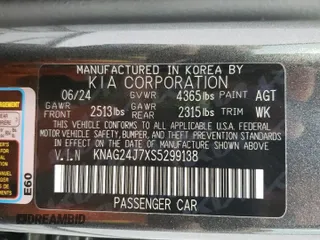 MANUFACTURED IN KOREA BY
KIA CORPORATION
06/24 GVWR 4365 lbs PAINT AGT
GAWR FRONT 2513 lbs GAWR REAR 2315 lbs TRIM WK
THIS VEHICLE CONFORMS TO ALL APPLICABLE FEDERAL MOTOR VEHICLE SAFETY,
BUMPER, AND THEFT PREVENTION STANDARDS IN
EFFECT ON THE DATE OF MANUFACTURE SHOWN ABOVE.
V.I.N KNAG24J7XS5299138
PASSENGER CAR
E60
DREAMBID